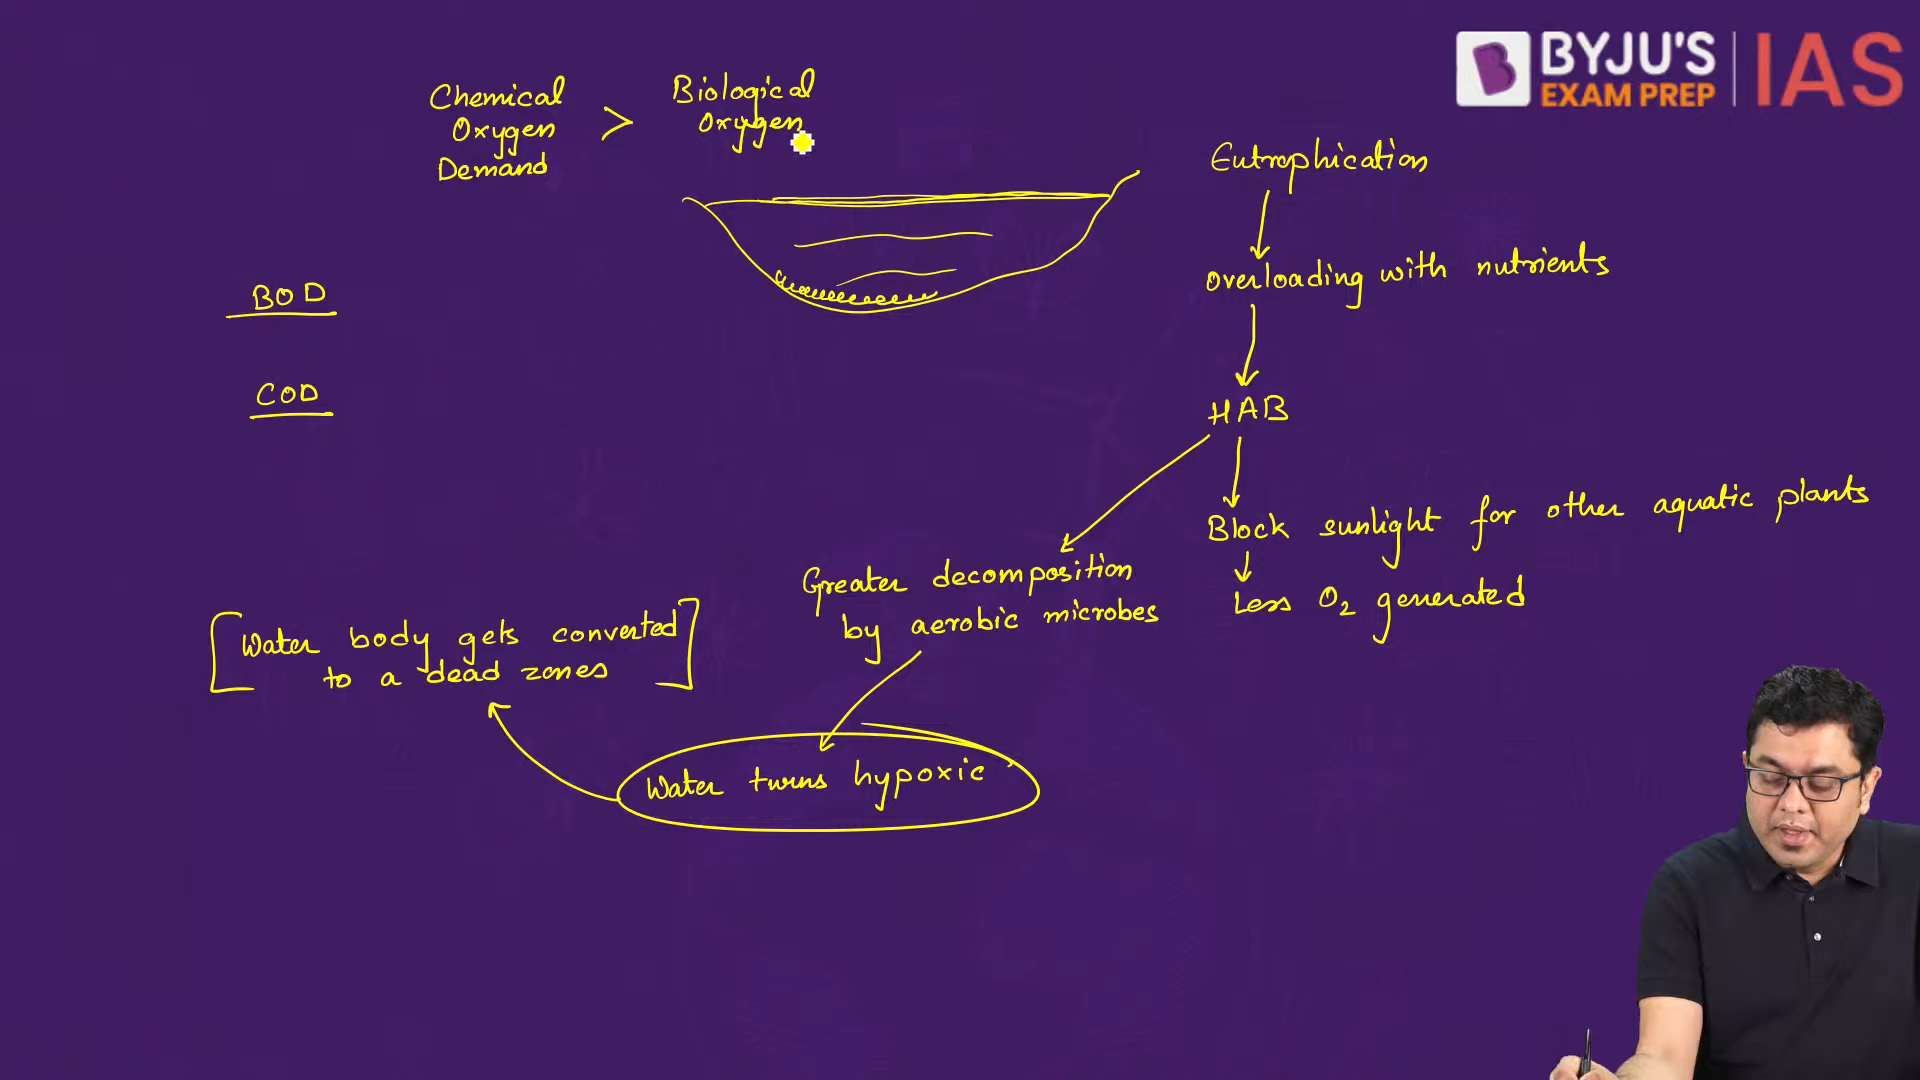 BYJU'S
EXAM PREP
IAS
Chemical
Oxygen
Demand
>
Biological
Oxygen
BOD
COD
Eutrophication
Overloading with nutrients
HAB
Block sunlight for other aquatic plants
Less O₂ generated
Greater decomposition
by aerobic microbes
Water turns hypoxic
[Water body gets converted
to a dead zones]